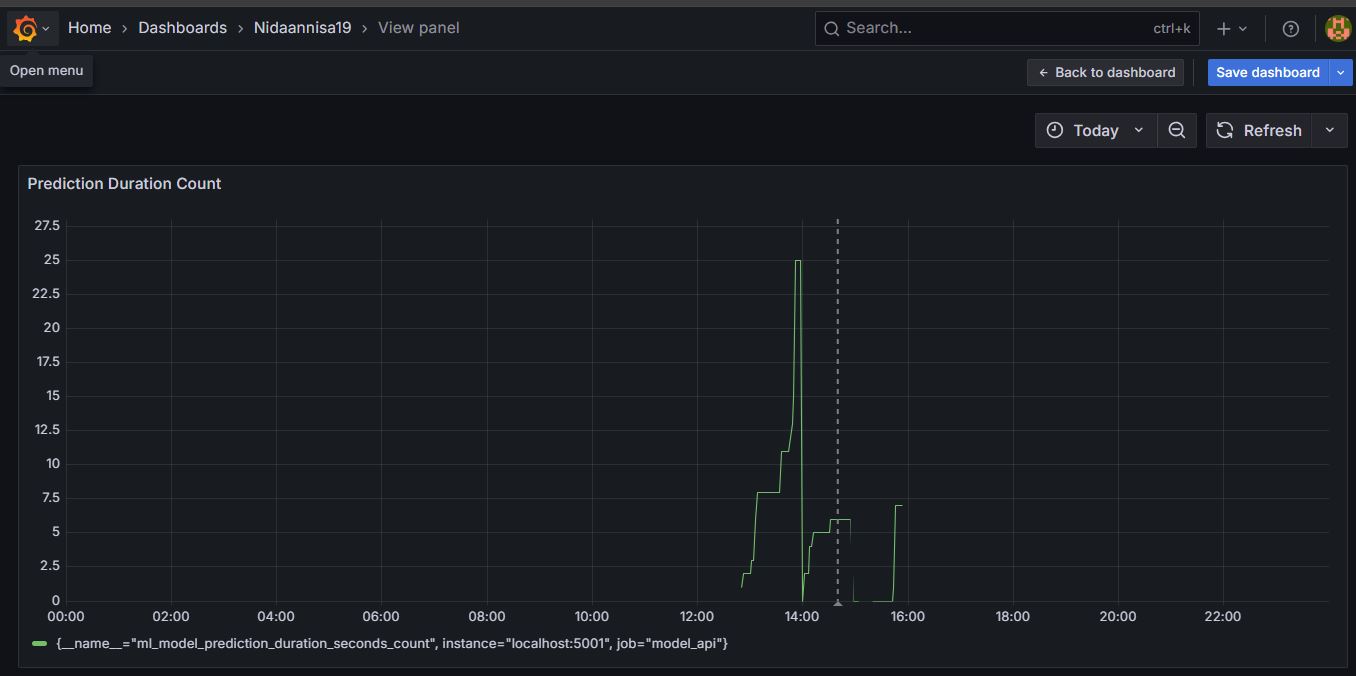 Home › Dashboards › Nidaannisa19 › View panel
Search... ctrl+k
Open menu
← Back to dashboard Save dashboard
Today Refresh
Prediction Duration Count
27.5
25
22.5
20
17.5
15
12.5
10
7.5
5
2.5
0
00:00 02:00 04:00 06:00 08:00 10:00 12:00 14:00 16:00 18:00 20:00 22:00
{__name__="ml_model_prediction_duration_seconds_count", instance="localhost:5001", job="model_api"}